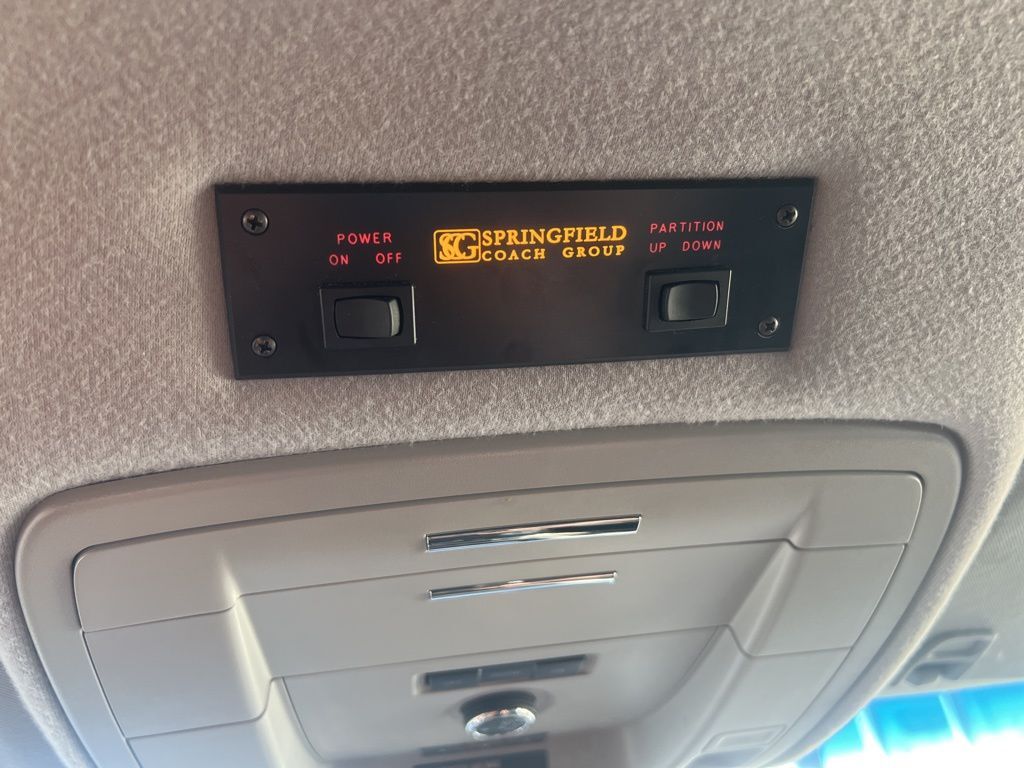 POWER
ON OFF
SCG SPRINGFIELD
COACH GROUP
PARTITION
UP DOWN